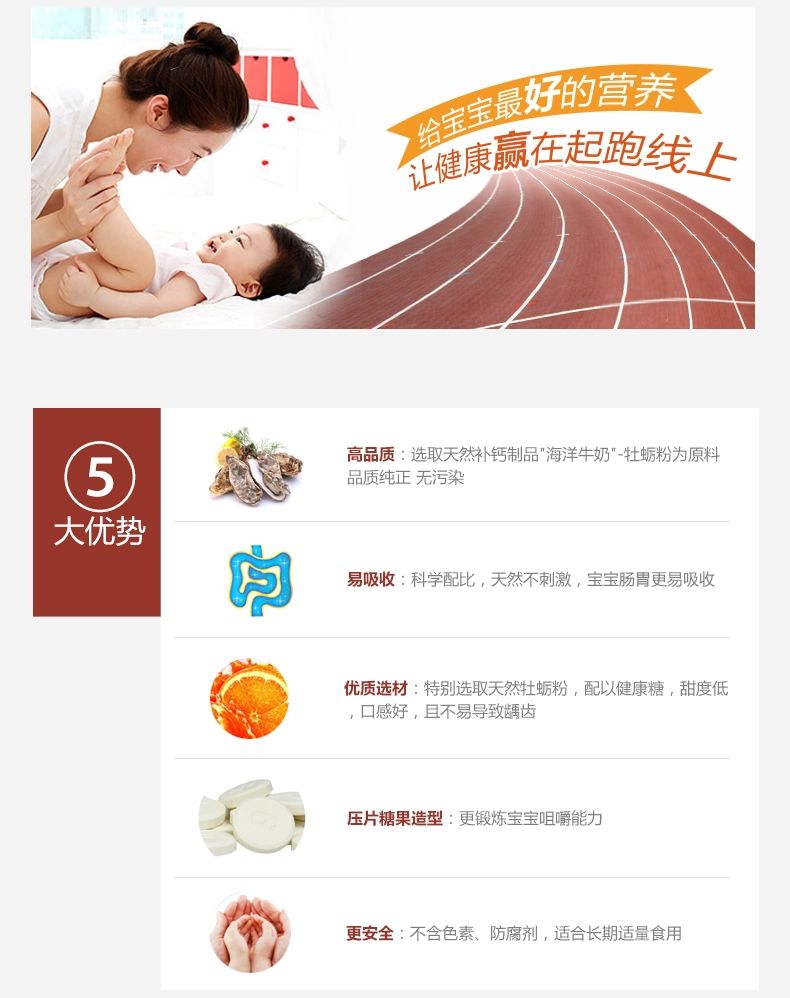 给宝宝最好的营养
让健康赢在起跑线上
5
大优势
高品质：选取天然补钙制品"海洋牛奶"-牡蛎粉为原料
品质纯正 无污染
易吸收：科学配比，天然不刺激，宝宝肠胃更易吸收
优质选材：特别选取天然牡蛎粉，配以健康糖，甜度低
，口感好，且不易导致龋齿
压片糖果造型：更锻炼宝宝咀嚼能力
更安全：不含色素、防腐剂，适合长期适量食用